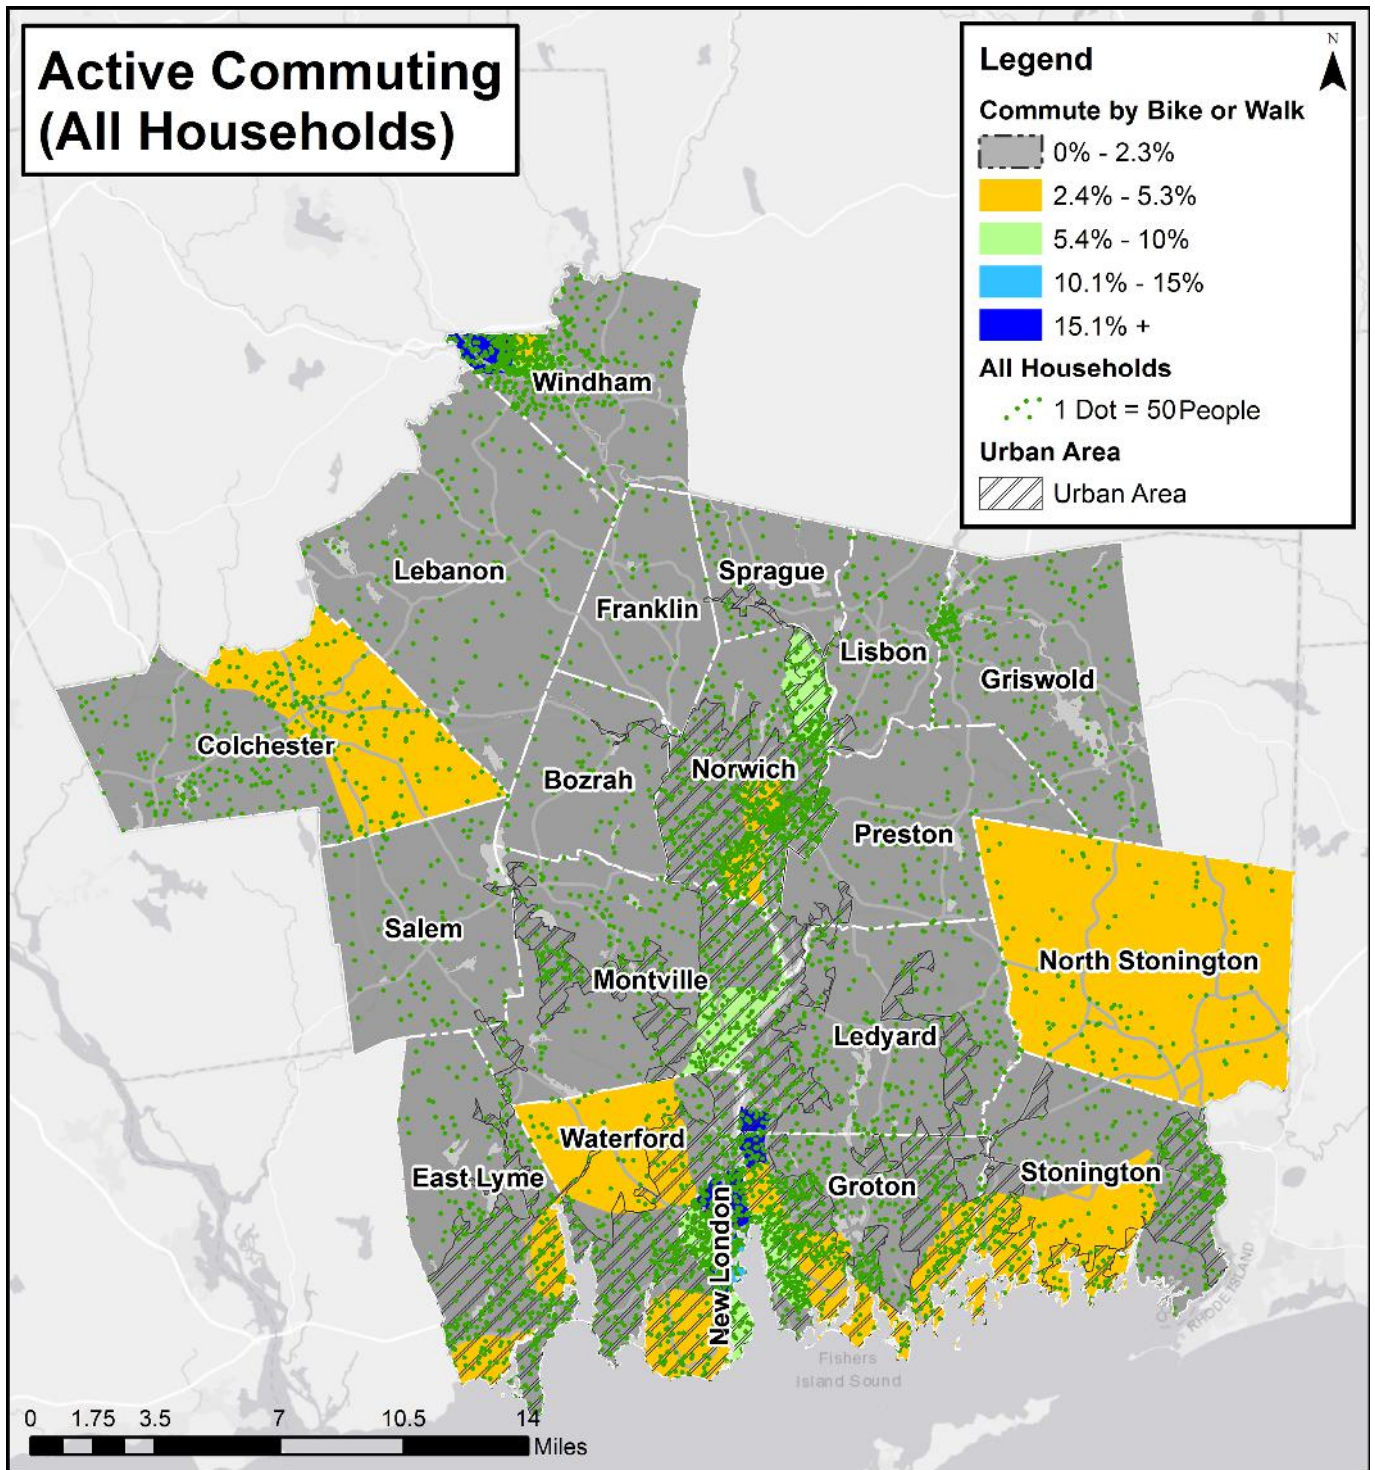 Active Commuting
(All Households)
N
Legend
Commute by Bike or Walk
0% - 2.3%
2.4% - 5.3%
5.4% - 10%
10.1% - 15%
15.1% +
All Households
1 Dot = 50 People
Urban Area
Urban Area
Windham
Lebanon
Sprague
Franklin
Lisbon
Griswold
Colchester
Norwich
Bozrah
Preston
Salem
North Stonington
Montville
Ledyard
Waterford
Stonington
East Lyme
Groton
New London
RHODE ISLAND
Fishers
Island Sound
0 1.75 3.5 7 10.5 14
Miles